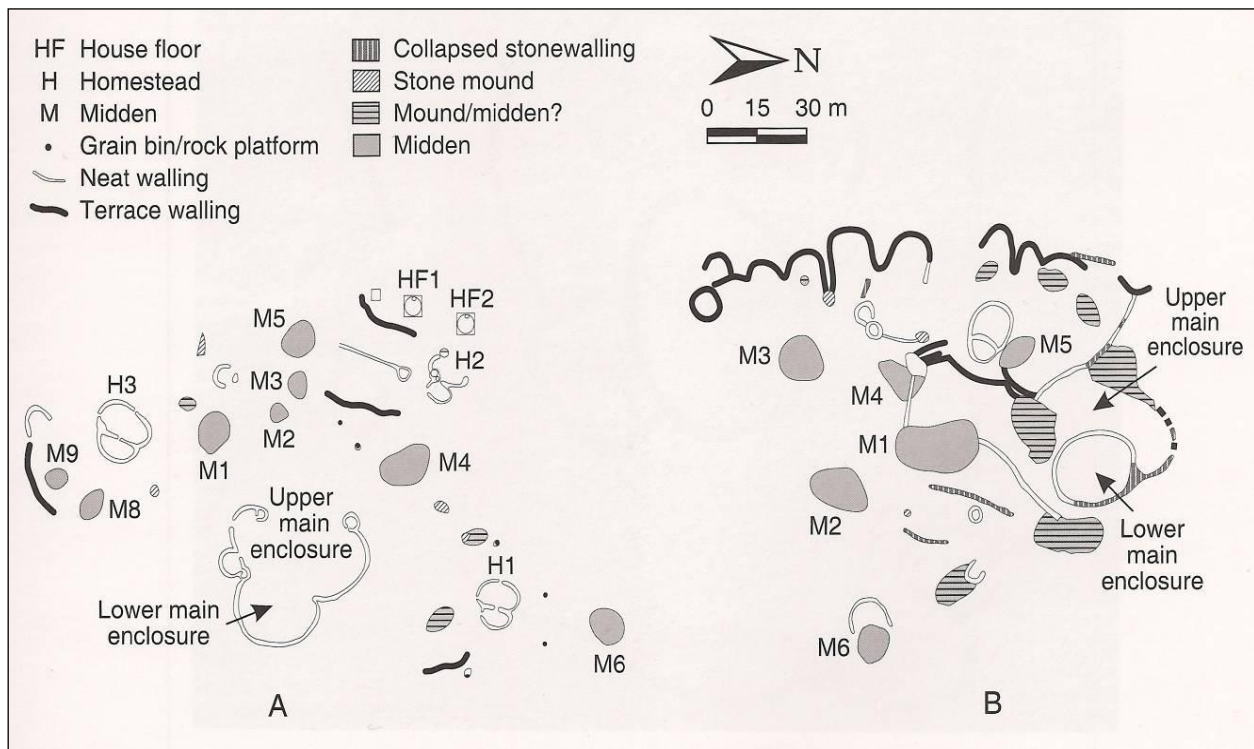 HF House floor
H Homestead
M Midden
Grain bin/rock platform
Neat walling
Terrace walling
Collapsed stonewalling
Stone mound
Mound/midden?
Midden
N
0 15 30 m
HF1
HF2
M5
H2
M3
H3
M2
M1
M4
M9
M8
Upper
main
enclosure
Lower main
enclosure
H1
M6
A
Upper
main
enclosure
M3
M5
M4
M1
M2
Lower
main
enclosure
M6
B